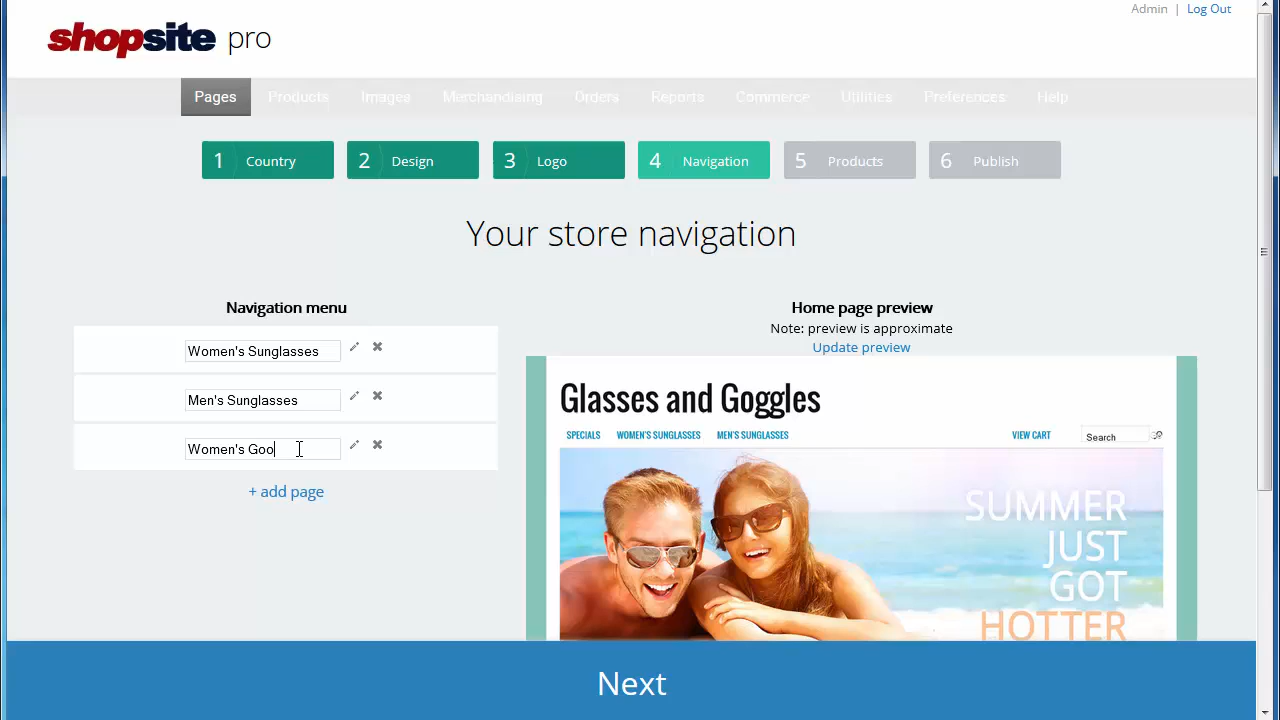 Admin | Log Out
shopsite pro
Pages Products Images Merchandising Orders Reports Commerce Utilities Preferences Help
1 Country 2 Design 3 Logo 4 Navigation 5 Products 6 Publish
Your store navigation
Navigation menu
Women's Sunglasses
Men's Sunglasses
Women's Goo
+ add page
Home page preview
Note: preview is approximate
Update preview
Glasses and Goggles
SPECIALS WOMEN'S SUNGLASSES MEN'S SUNGLASSES VIEW CART Search
SUMMER
JUST
GOT
HOTTER
Next